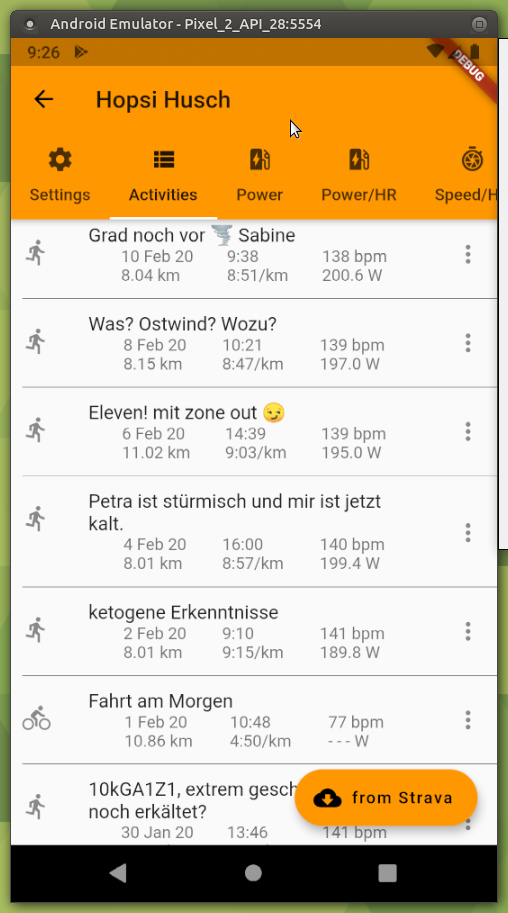 Android Emulator - Pixel_2_API_28:5554
9:26
DEBUG
Hopsi Husch
Settings Activities Power Power/HR Speed/H
Grad noch vor 🌪️ Sabine
10 Feb 20 9:38 138 bpm
8.04 km 8:51/km 200.6 W
Was? Ostwind? Wozu?
8 Feb 20 10:21 139 bpm
8.15 km 8:47/km 197.0 W
Eleven! mit zone out 😏
6 Feb 20 14:39 139 bpm
11.02 km 9:03/km 195.0 W
Petra ist stürmisch und mir ist jetzt
kalt.
4 Feb 20 16:00 140 bpm
8.01 km 8:57/km 199.4 W
ketogene Erkenntnisse
2 Feb 20 9:10 141 bpm
8.01 km 9:15/km 189.8 W
Fahrt am Morgen
1 Feb 20 10:48 77 bpm
10.86 km 4:50/km - - - W
10kGA1Z1, extrem gesch
noch erkältet?
from Strava
30 Jan 20 13:46 141 bpm